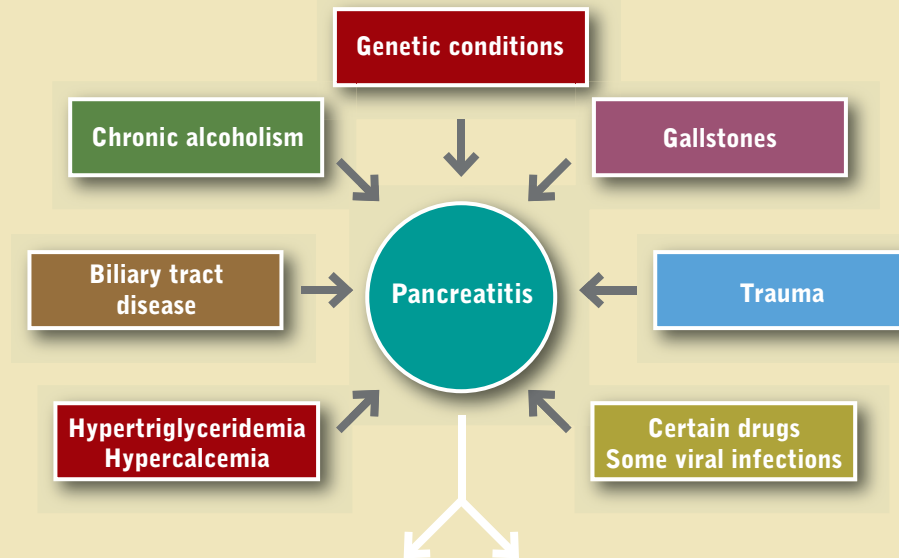 Genetic conditions
Chronic alcoholism
Gallstones
Biliary tract
disease
Pancreatitis
Trauma
Hypertriglyceridemia
Hypercalcemia
Certain drugs
Some viral infections